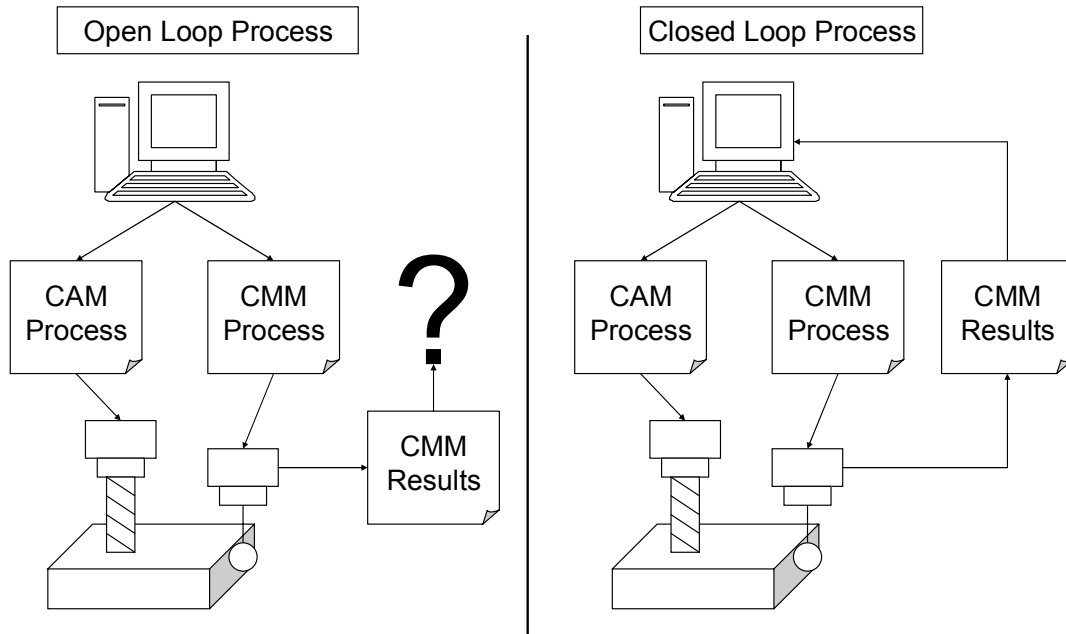 Open Loop Process
CAM
Process
CMM
Process
?
CMM
Results
Closed Loop Process
CAM
Process
CMM
Process
CMM
Results